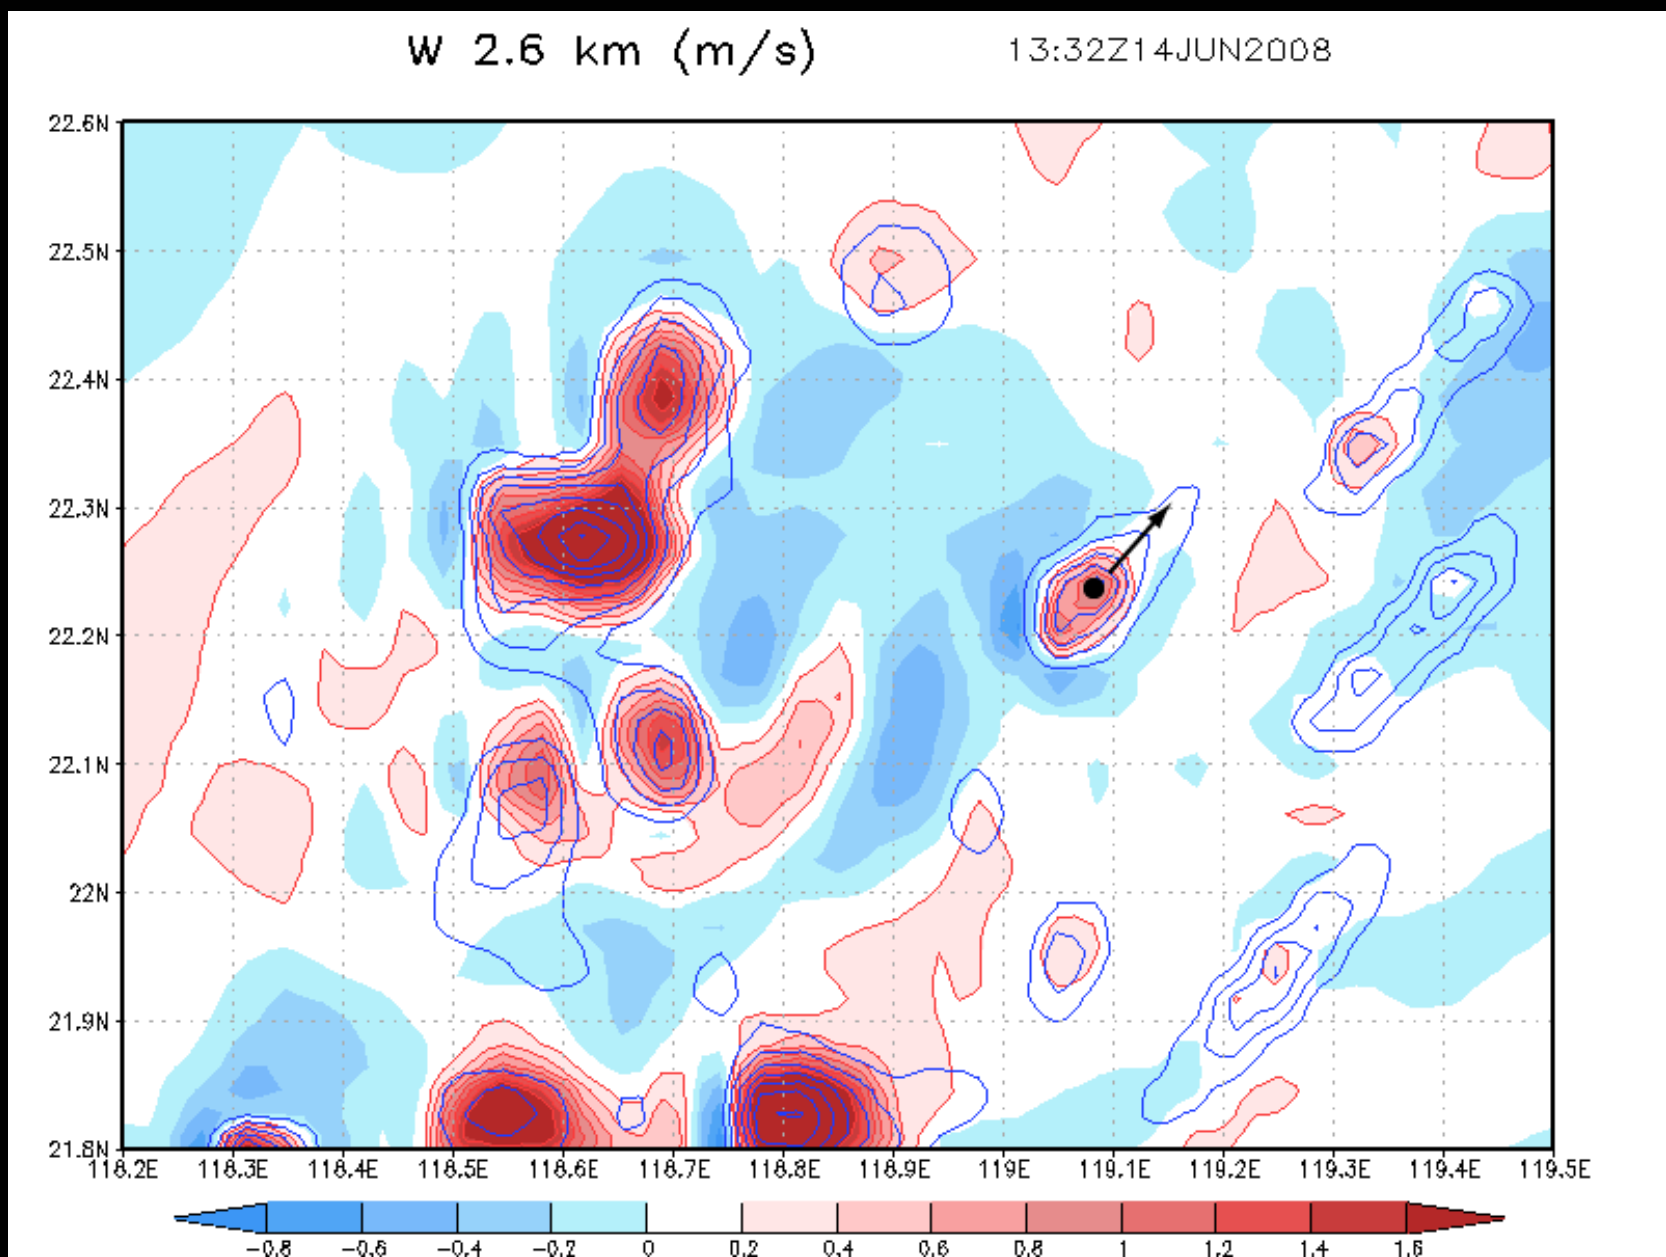 W 2.6 km (m/s) 13:32Z14JUN2008
22.6N
22.5N
22.4N
22.3N
22.2N
22.1N
22N
21.9N
21.8N
118.2E 118.3E 118.4E 118.5E 118.6E 118.7E 118.8E 118.9E 119E 119.1E 119.2E 119.3E 119.4E 119.5E
-0.8 -0.6 -0.4 -0.2 0 0.2 0.4 0.6 0.8 1 1.2 1.4 1.6